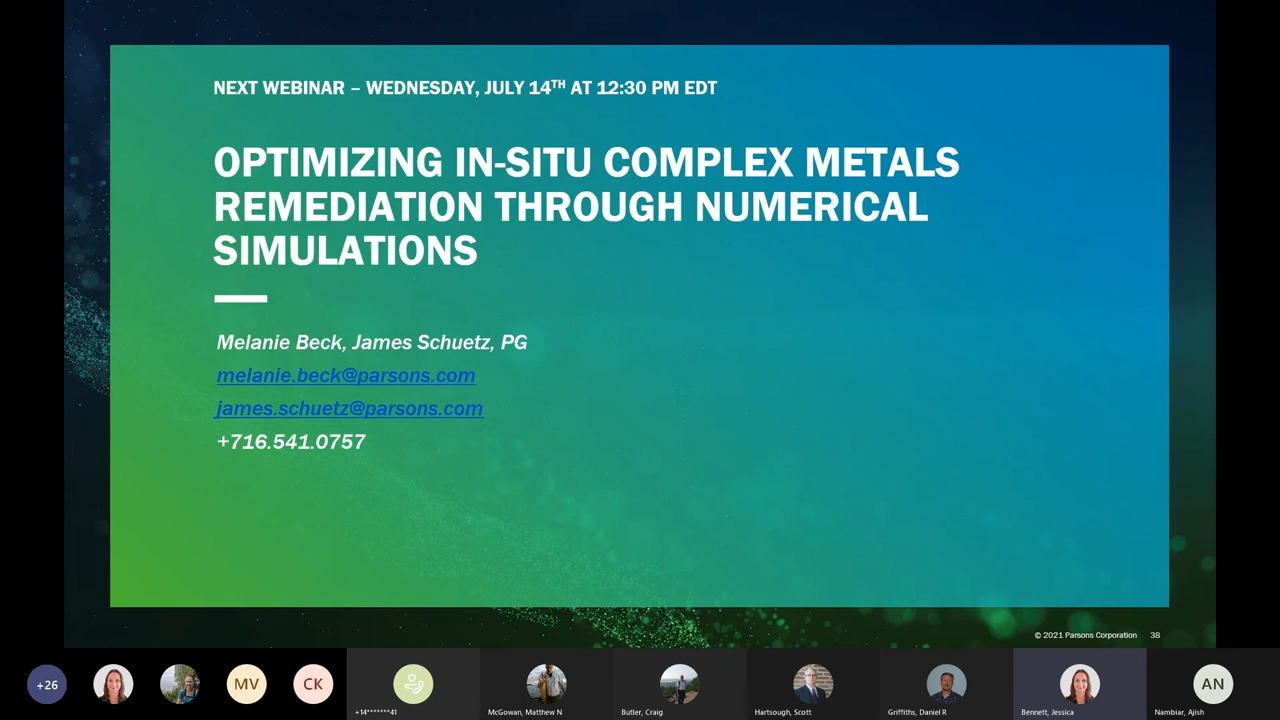 NEXT WEBINAR – WEDNESDAY, JULY 14TH AT 12:30 PM EDT
OPTIMIZING IN-SITU COMPLEX METALS
REMEDIATION THROUGH NUMERICAL
SIMULATIONS
Melanie Beck, James Schuetz, PG
melanie.beck@parsons.com
james.schuetz@parsons.com
+716.541.0757
© 2021 Parsons Corporation 38
+26
MV
CK
+14*******41
McGowan, Matthew N
Butler, Craig
Hartsough, Scott
Griffiths, Daniel R
Bennett, Jessica
AN
Nambiar, Ajish